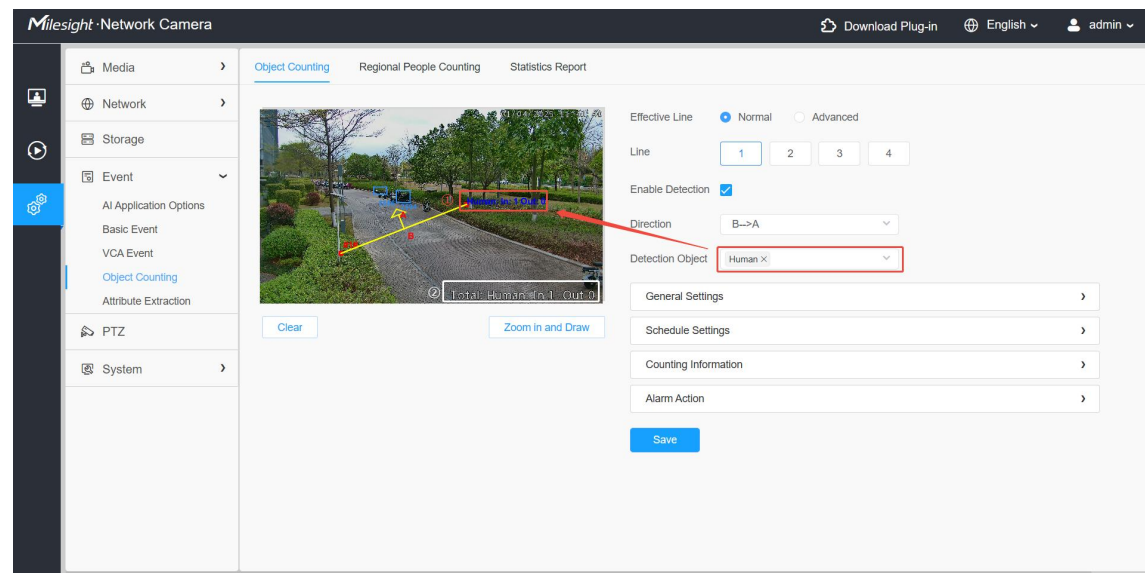 Milesight · Network Camera
Download Plug-in
English
admin
Media
Network
Storage
Event
AI Application Options
Basic Event
VCA Event
Object Counting
Attribute Extraction
PTZ
System
Object Counting Regional People Counting Statistics Report
① Human: In: 1 Out: 0
B
② Total: Human: In 1 Out 0
Clear
Zoom in and Draw
Effective Line Normal Advanced
Line 1 2 3 4
Enable Detection
Direction B-->A
Detection Object Human ×
General Settings
Schedule Settings
Counting Information
Alarm Action
Save